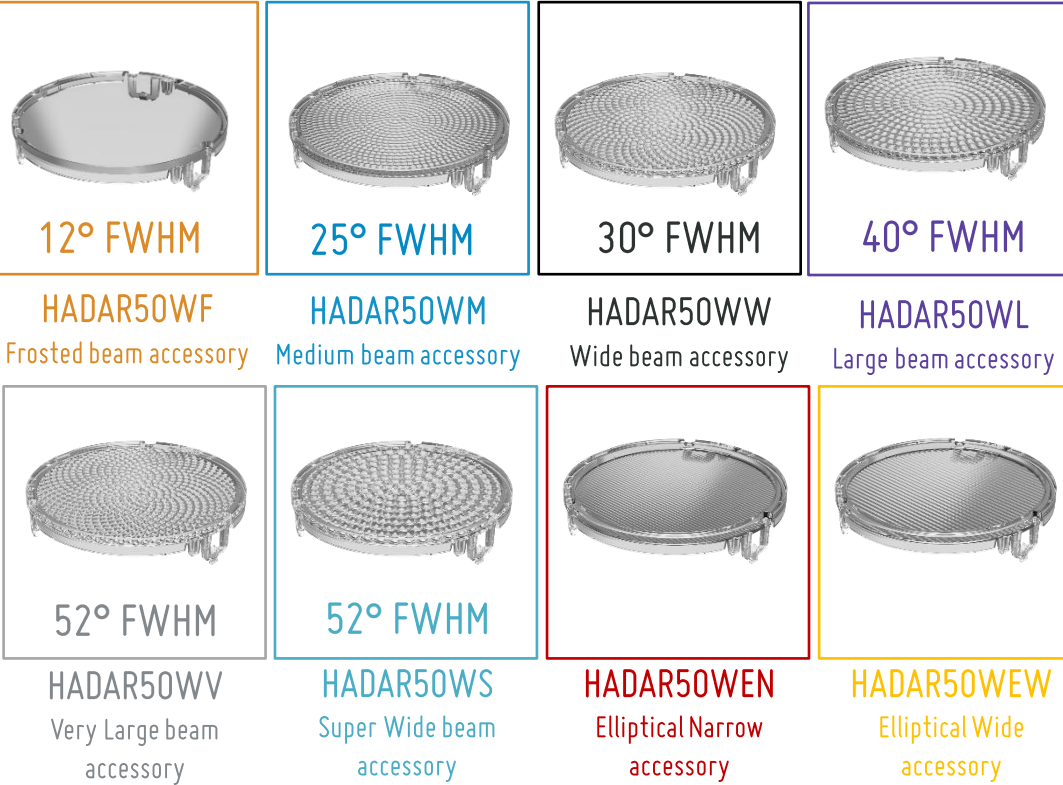 12° FWHM
25° FWHM
30° FWHM
40° FWHM
HADAR50WF
Frosted beam accessory
HADAR50WM
Medium beam accessory
HADAR50WW
Wide beam accessory
HADAR50WL
Large beam accessory
52° FWHM
52° FWHM
HADAR50WV
Very Large beam
accessory
HADAR50WS
Super Wide beam
accessory
HADAR50WEN
Elliptical Narrow
accessory
HADAR50WEW
Elliptical Wide
accessory